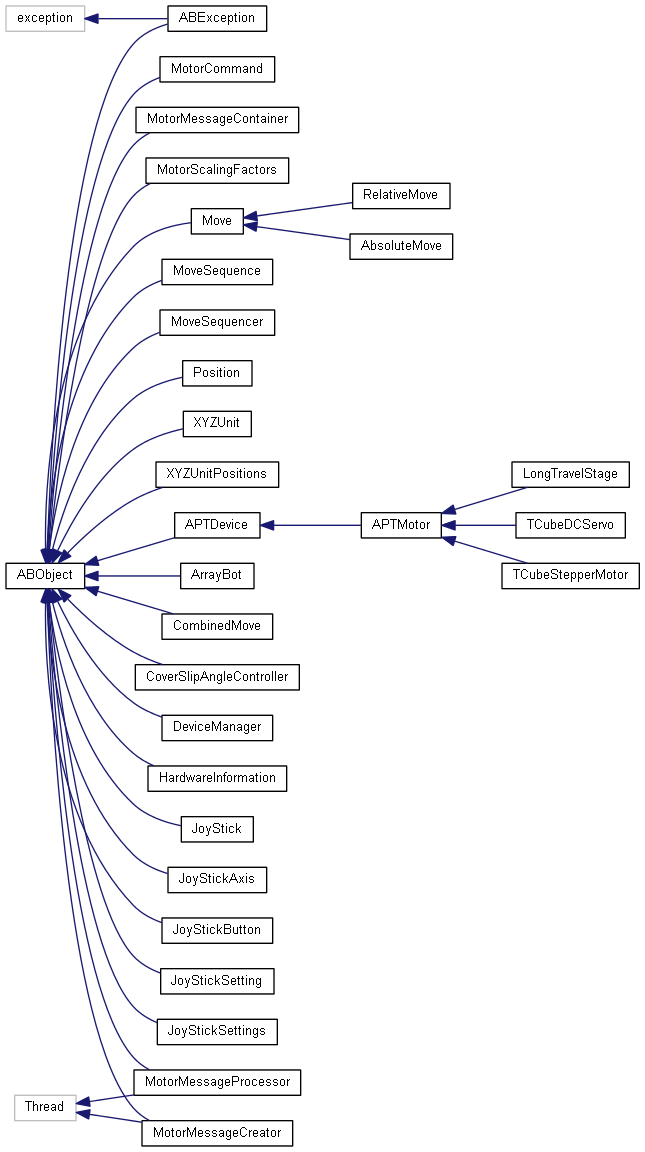 exception
ABException
MotorCommand
MotorMessageContainer
MotorScalingFactors
RelativeMove
Move
AbsoluteMove
MoveSequence
MoveSequencer
Position
XYZUnit
XYZUnitPositions
LongTravelStage
APTDevice
APTMotor
TCubeDCServo
ABObject
ArrayBot
TCubeStepperMotor
CombinedMove
CoverSlipAngleController
DeviceManager
HardwareInformation
JoyStick
JoyStickAxis
JoyStickButton
JoyStickSetting
JoyStickSettings
MotorMessageProcessor
Thread
MotorMessageCreator